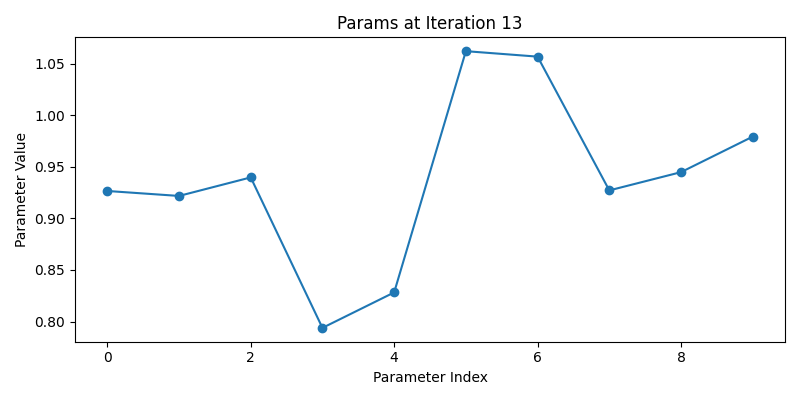 Params at Iteration 13
Parameter Value
1.05
1.00
0.95
0.90
0.85
0.80
0 2 4 6 8
Parameter Index